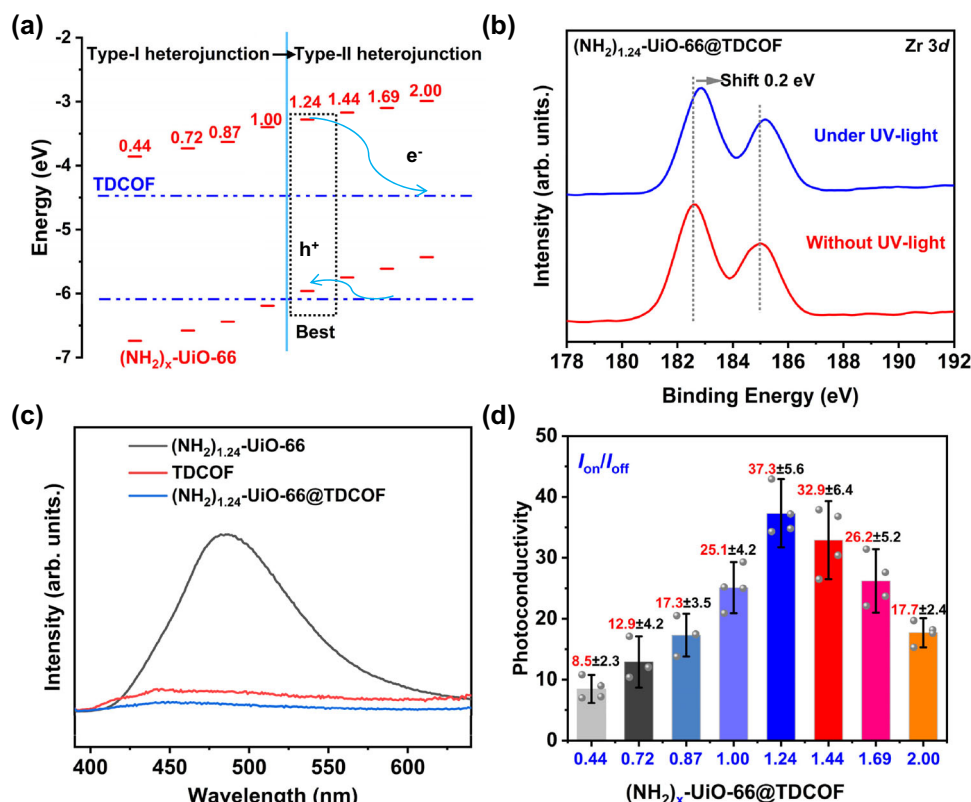 (a)
-2
-3
-4
-5
-6
-7
Energy (eV)
Type-I heterojunction
Type-II heterojunction
0.44
0.72
0.87
1.00
1.24
1.44
1.69
2.00
TDCOF
e⁻
h⁺
Best
(NH₂)ₓ-UiO-66
(b)
(NH₂)₁.₂₄-UiO-66@TDCOF
Zr 3d
Shift 0.2 eV
Under UV-light
Without UV-light
Intensity (arb. units.)
178 180 182 184 186 188 190 192
Binding Energy (eV)
(c)
(NH₂)₁.₂₄-UiO-66
TDCOF
(NH₂)₁.₂₄-UiO-66@TDCOF
Intensity (arb. units.)
400 450 500 550 600
Wavelength (nm)
(d)
50
40
30
20
10
0
Photoconductivity
Ion/Ioff
8.5±2.3
12.9±4.2
17.3±3.5
25.1±4.2
37.3±5.6
32.9±6.4
26.2±5.2
17.7±2.4
0.44 0.72 0.87 1.00 1.24 1.44 1.69 2.00
(NH₂)ₓ-UiO-66@TDCOF